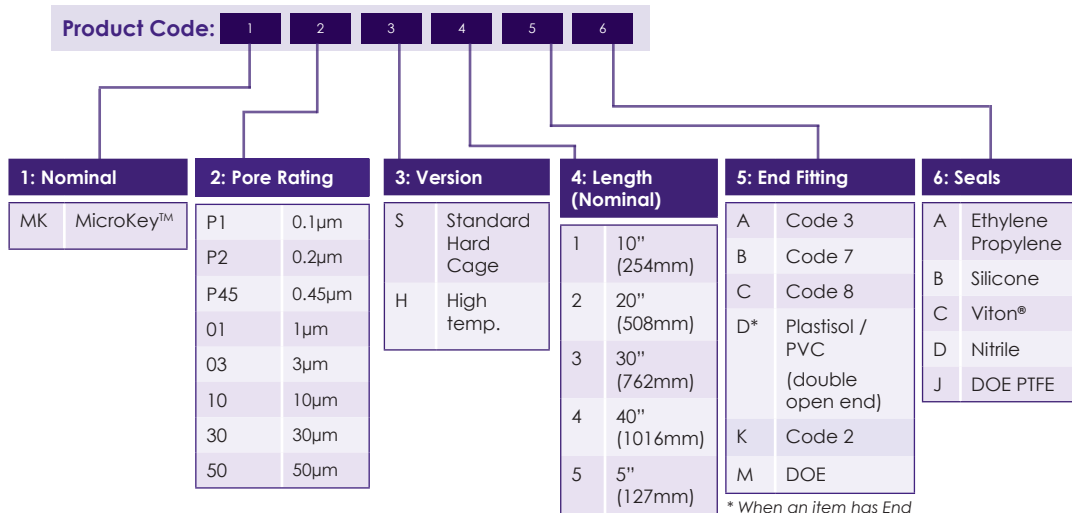 Product Code: 1 2 3 4 5 6
1: Nominal
MK MicroKey™
2: Pore Rating
P1 0.1µm
P2 0.2µm
P45 0.45µm
01 1µm
03 3µm
10 10µm
30 30µm
50 50µm
3: Version
S Standard
Hard
Cage
H High
temp.
4: Length
(Nominal)
1 10”
(254mm)
2 20”
(508mm)
3 30”
(762mm)
4 40”
(1016mm)
5 5”
(127mm)
5: End Fitting
A Code 3
B Code 7
C Code 8
D* Plastisol /
PVC
(double
open end)
K Code 2
M DOE
* When an item has End
6: Seals
A Ethylene
Propylene
B Silicone
C Viton®
D Nitrile
J DOE PTFE